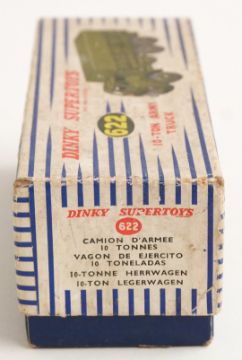 DINKY SUPERTOYS
622
10-TON ARMY
TRUCK
DINKY SUPERTOYS
622
CAMION D'ARMEE
10 TONNES
VAGON DE EJERCITO
10 TONELADAS
10-TONNE HERRWAGEN
10-TON LEGERWAGEN